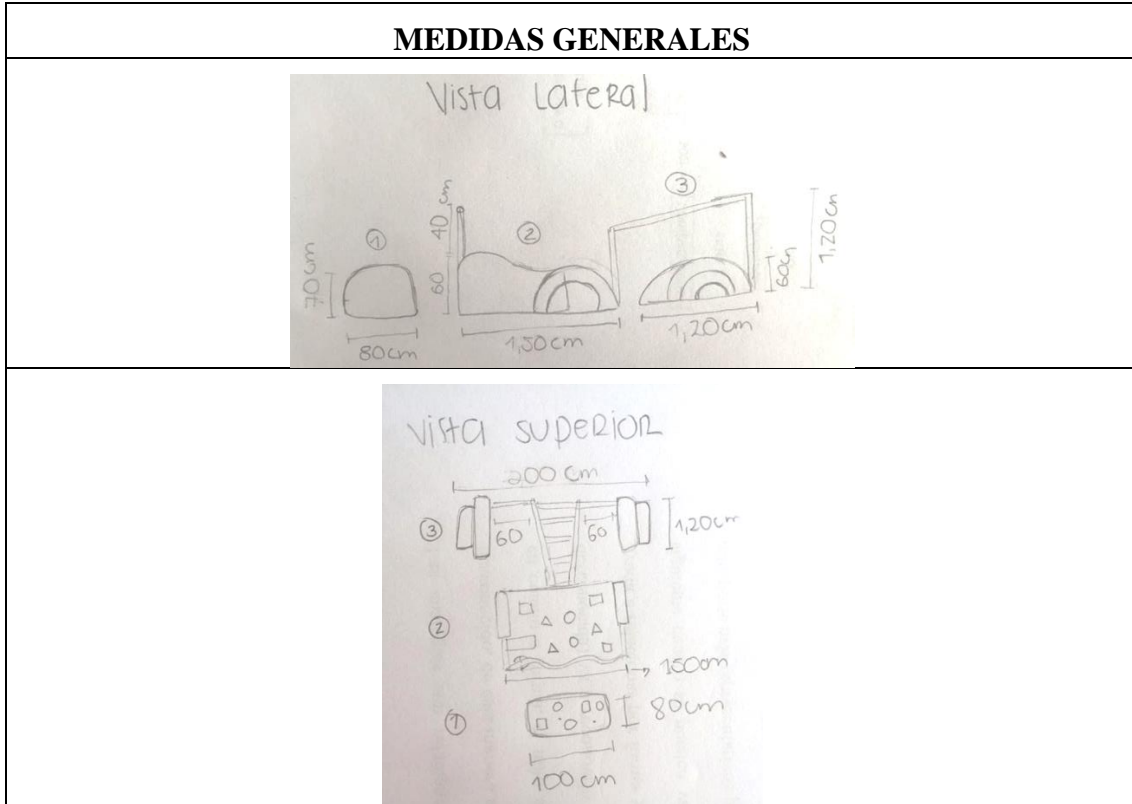 MEDIDAS GENERALES
Vista Lateral
① 70cm 80cm
② 40 cm 60 1,50cm
③ 60cm 1,20cm 1,20cm
Vista superior
200 cm
③ 60 60 1,20cm
② 150cm
① 80cm
100 cm